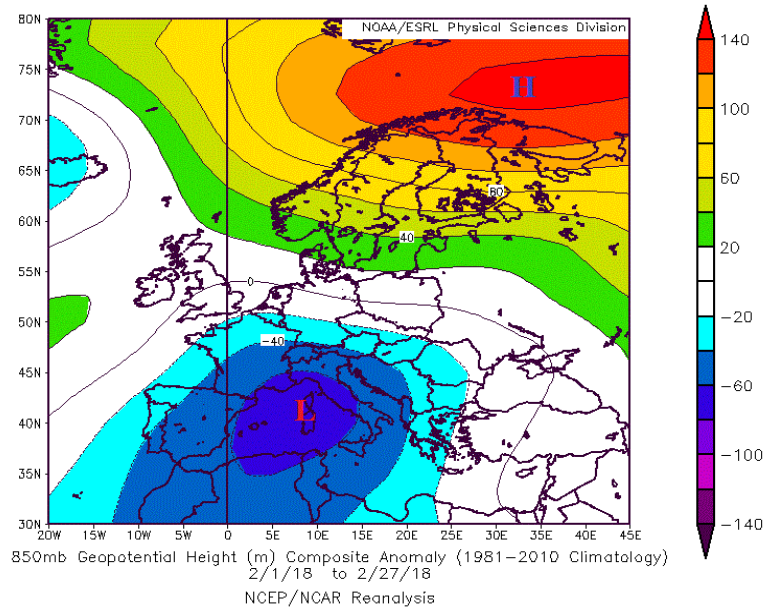 NOAA/ESRL Physical Sciences Division
80N
75N
70N
65N
60N
55N
50N
45N
40N
35N
30N
H
80
40
0
-40
L
20W 15W 10W 5W 0 5E 10E 15E 20E 25E 30E 35E 40E 45E
140
100
60
20
-20
-60
-100
-140
850mb Geopotential Height (m) Composite Anomaly (1981-2010 Climatology)
2/1/18 to 2/27/18
NCEP/NCAR Reanalysis